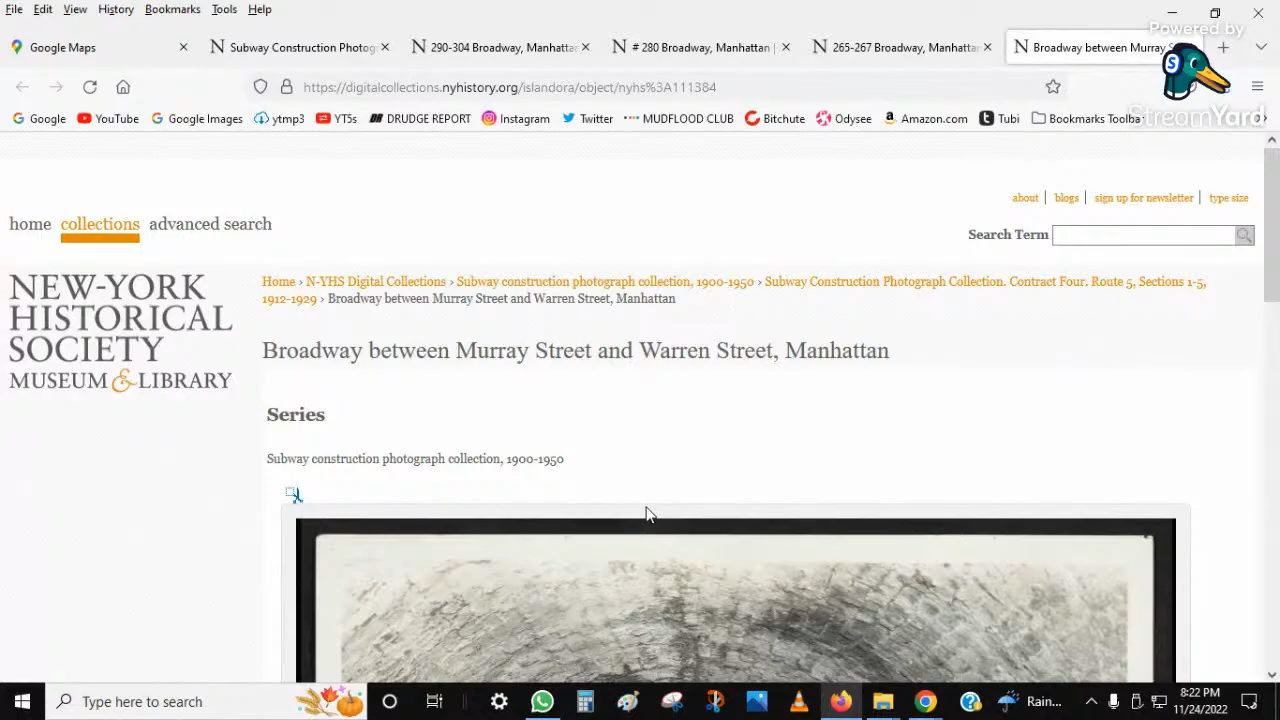 File Edit View History Bookmarks Tools Help
Powered by
Google Maps
Subway Construction Photog
290-304 Broadway, Manhattan
# 280 Broadway, Manhattan |
265-267 Broadway, Manhattan
Broadway between Murray S
https://digitalcollections.nyhistory.org/islandora/object/nyhs%3A111384
StreamYard
Google YouTube Google Images ytmp3 YT5s DRUDGE REPORT Instagram Twitter MUDFLOOD CLUB Bitchute Odysee Amazon.com Tubi Bookmarks Toolbar
about blogs sign up for newsletter type size
home collections advanced search
Search Term
NEW-YORK
HISTORICAL
SOCIETY
MUSEUM & LIBRARY
Home › N-YHS Digital Collections › Subway construction photograph collection, 1900-1950 › Subway Construction Photograph Collection. Contract Four. Route 5, Sections 1-5,
1912-1929 › Broadway between Murray Street and Warren Street, Manhattan
Broadway between Murray Street and Warren Street, Manhattan
Series
Subway construction photograph collection, 1900-1950
Type here to search
Rain...
8:22 PM
11/24/2022